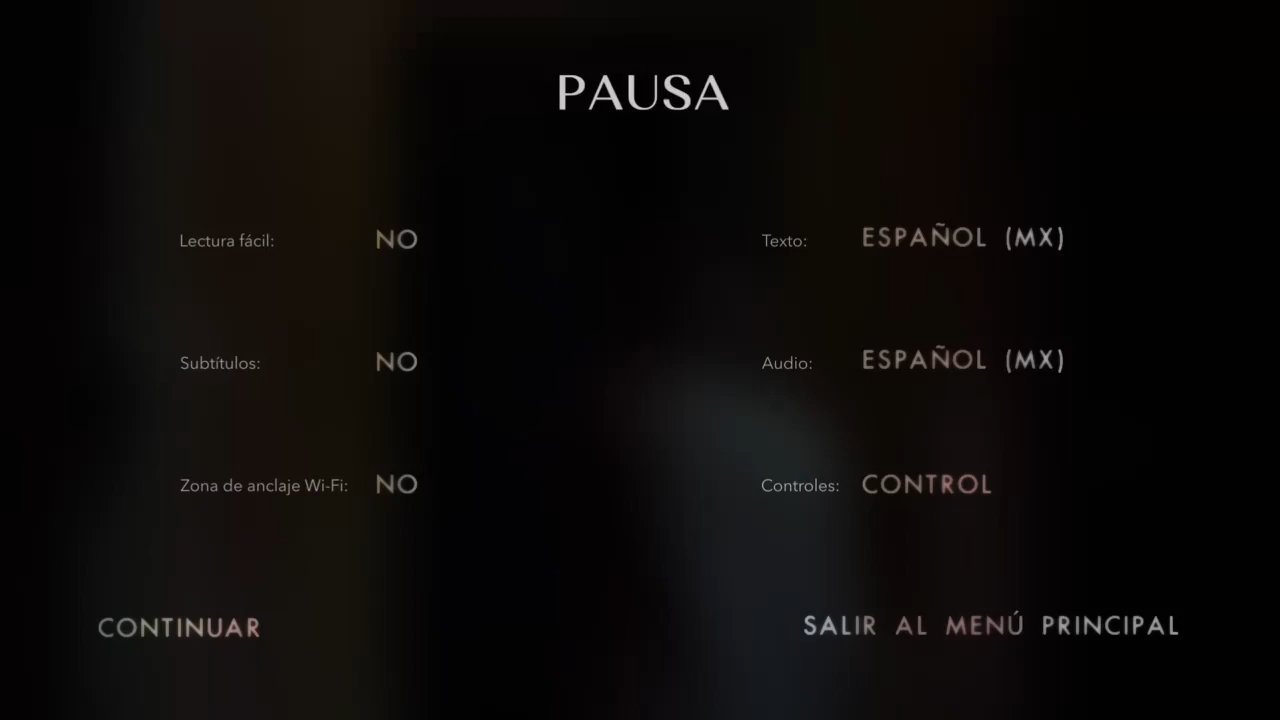 PAUSA
Lectura fácil: NO
Texto: ESPAÑOL (MX)
Subtítulos: NO
Audio: ESPAÑOL (MX)
Zona de anclaje Wi-Fi: NO
Controles: CONTROL
CONTINUAR
SALIR AL MENÚ PRINCIPAL